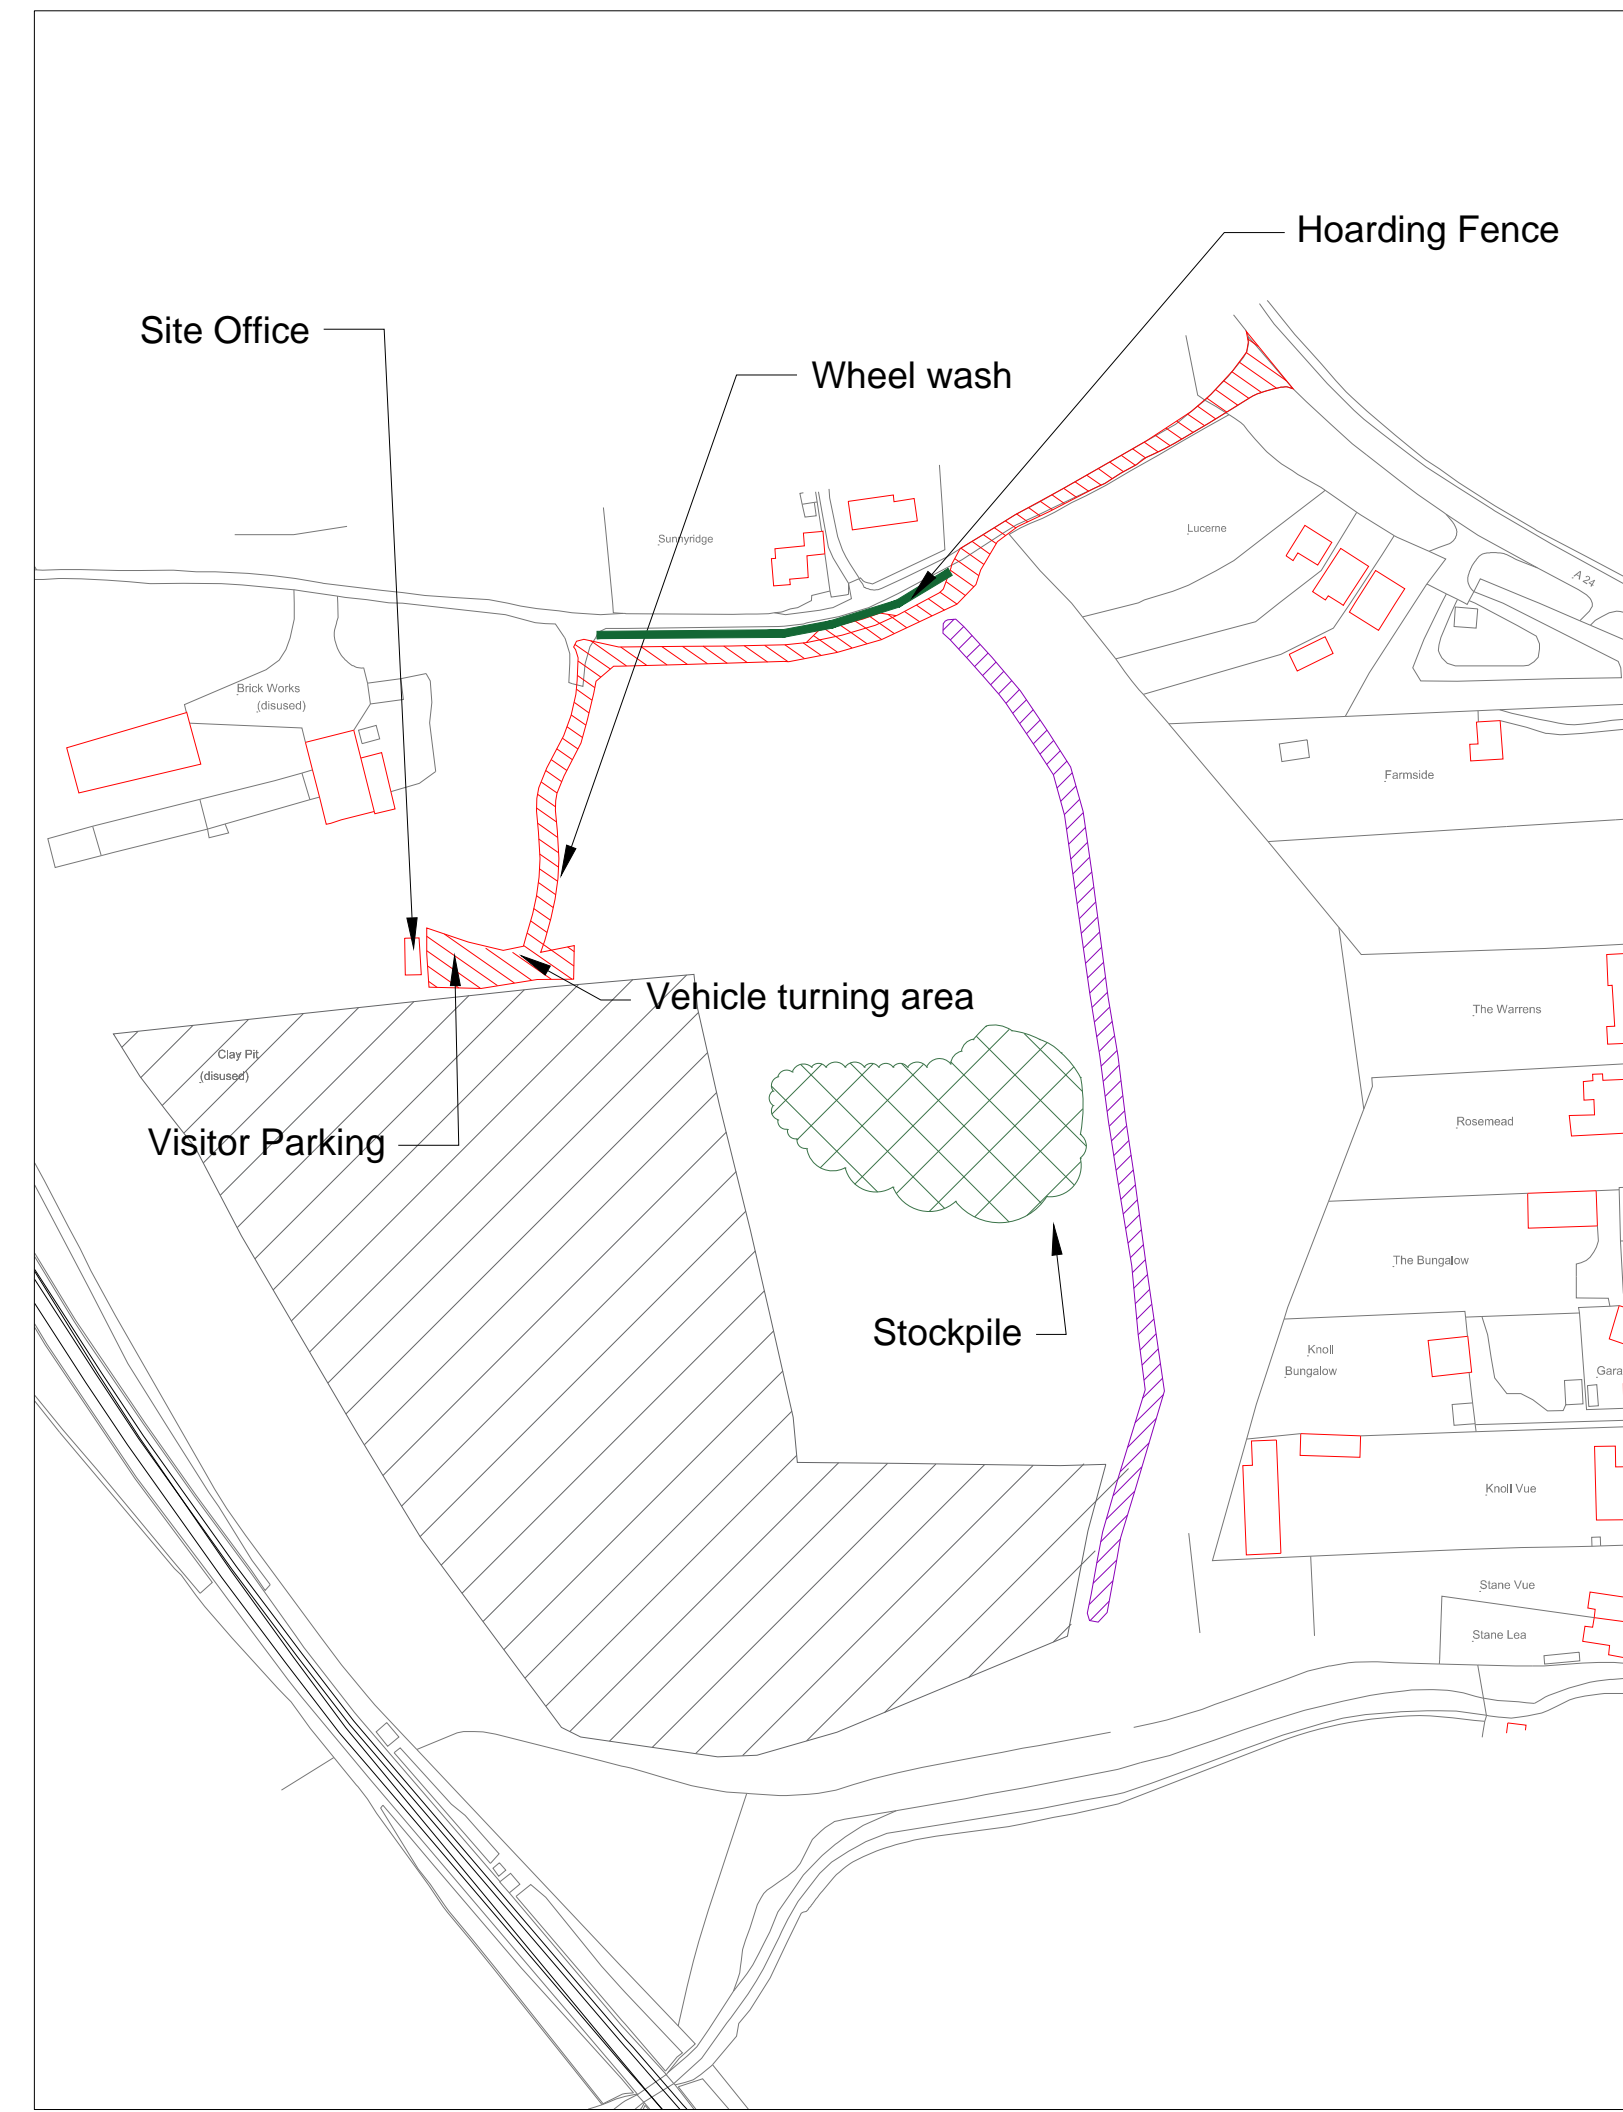 Hoarding Fence
Site Office
Wheel wash
Sunnyridge
Lucerne
A 24
Brick Works
(disused)
Farmside
Vehicle turning area
The Warrens
Clay Pit
(disused)
Visitor Parking
Rosemead
The Bungalow
Stockpile
Knoll
Bungalow
Gara
Knoll Vue
Stane Vue
Stane Lea